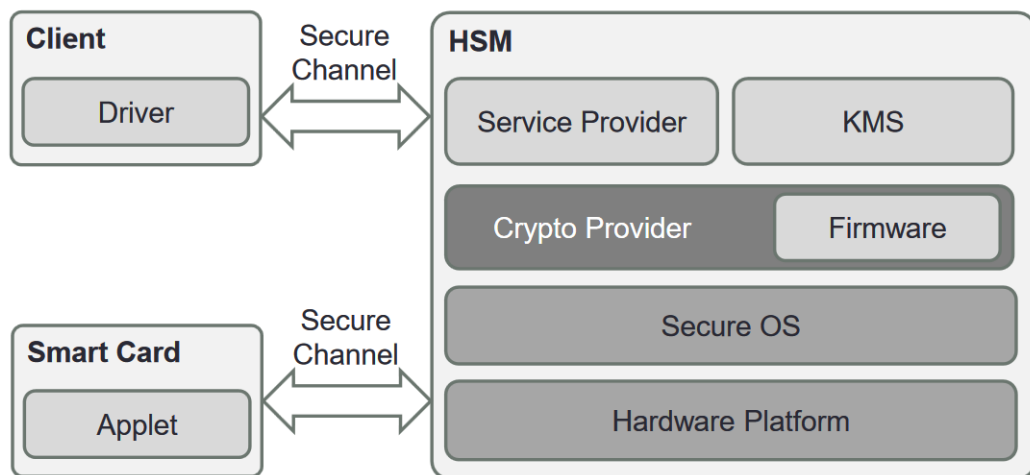 Client
Driver
Secure
Channel
HSM
Service Provider
KMS
Crypto Provider
Firmware
Secure OS
Hardware Platform
Smart Card
Applet
Secure
Channel